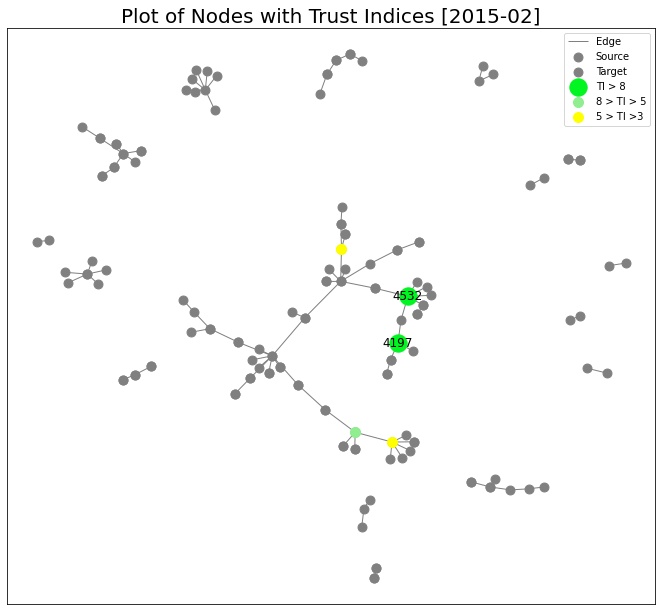 Plot of Nodes with Trust Indices [2015-02]
Edge
Source
Target
TI > 8
8 > TI > 5
5 > TI >3
4532
4197